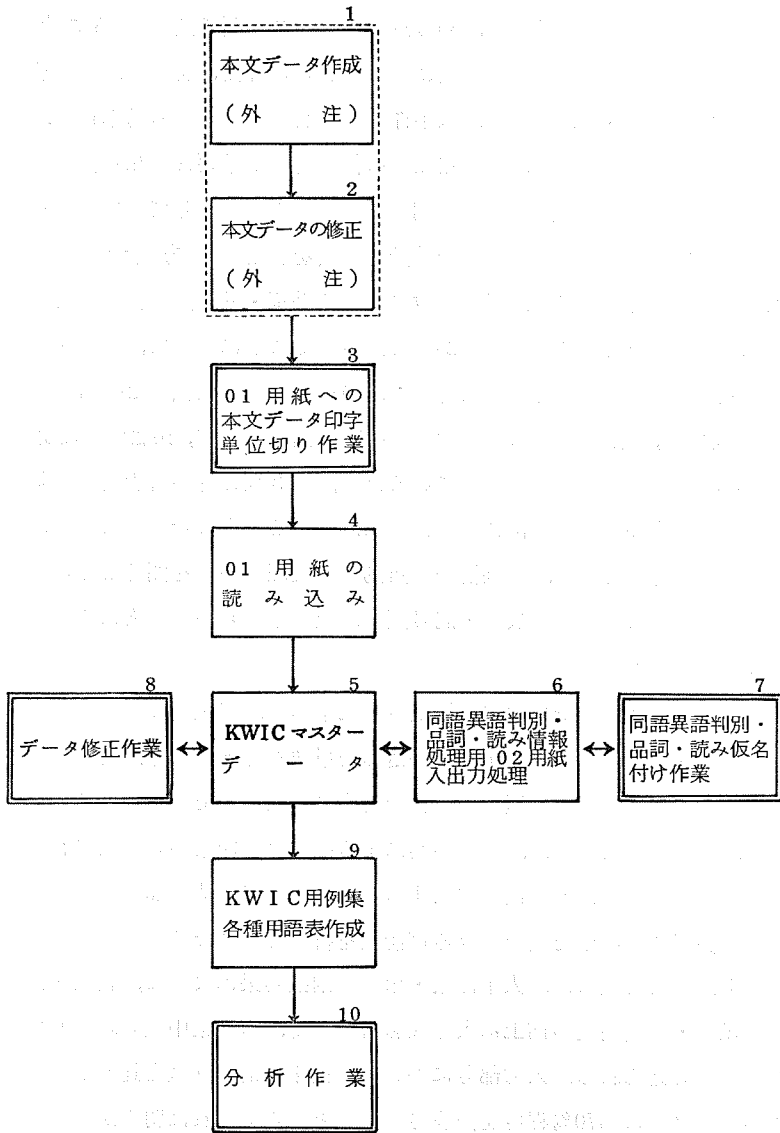 1
本文データ作成
(外 注)
2
本文データの修正
(外 注)
3
01用紙への
本文データ印字
単位切り作業
4
01用紙の
読み込み
8
データ修正作業
5
KWICマスター
データ
6
同語異語判別・
品詞・読み情報
処理用02用紙
入出力処理
7
同語異語判別・
品詞・読み仮名
付け作業
9
KWIC用例集
各種用語表作成
10
分析作業